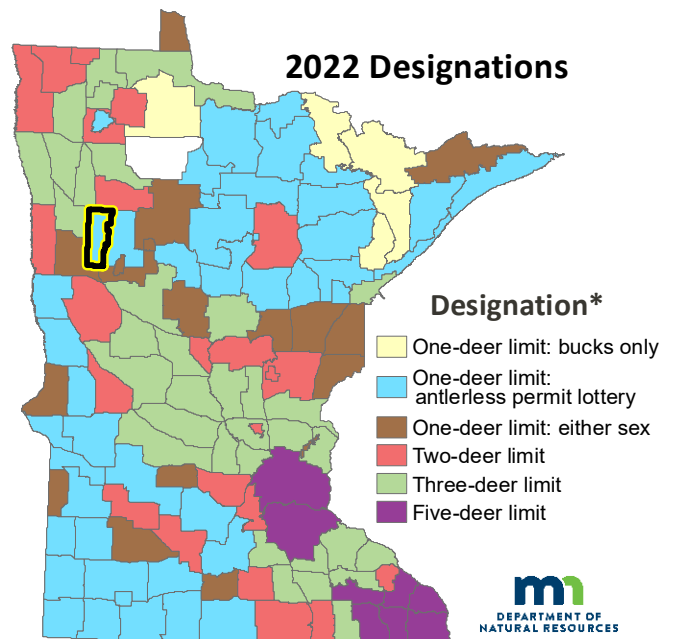 2022 Designations
Designation*
One-deer limit: bucks only
One-deer limit:
antlerless permit lottery
One-deer limit: either sex
Two-deer limit
Three-deer limit
Five-deer limit
mn
DEPARTMENT OF
NATURAL RESOURCES